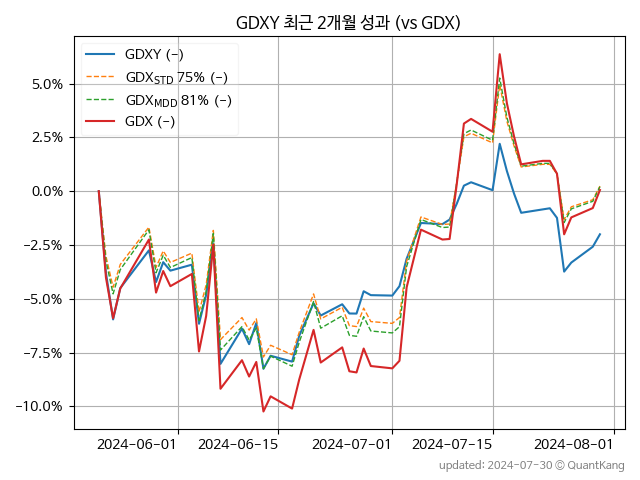 GDXY 최근 2개월 성과 (vs GDX)
GDXY (-)
GDX_STD 75% (-)
GDX_MDD 81% (-)
GDX (-)
5.0%
2.5%
0.0%
−2.5%
−5.0%
−7.5%
−10.0%
2024-06-01
2024-06-15
2024-07-01
2024-07-15
2024-08-01
updated: 2024-07-30 © QuantKang